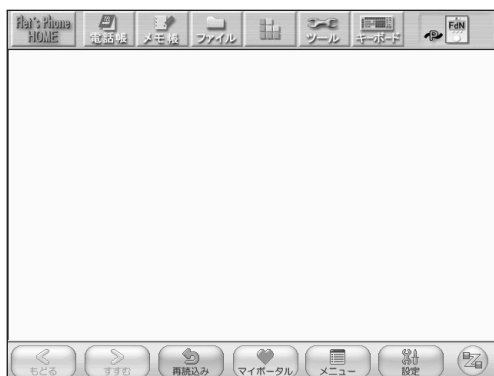 Flet's Phone
HOME
電話帳
メモ帳
ファイル
ツール
キーボード
P
FdN
もどる
すすむ
再読込み
マイポータル
メニュー
設定